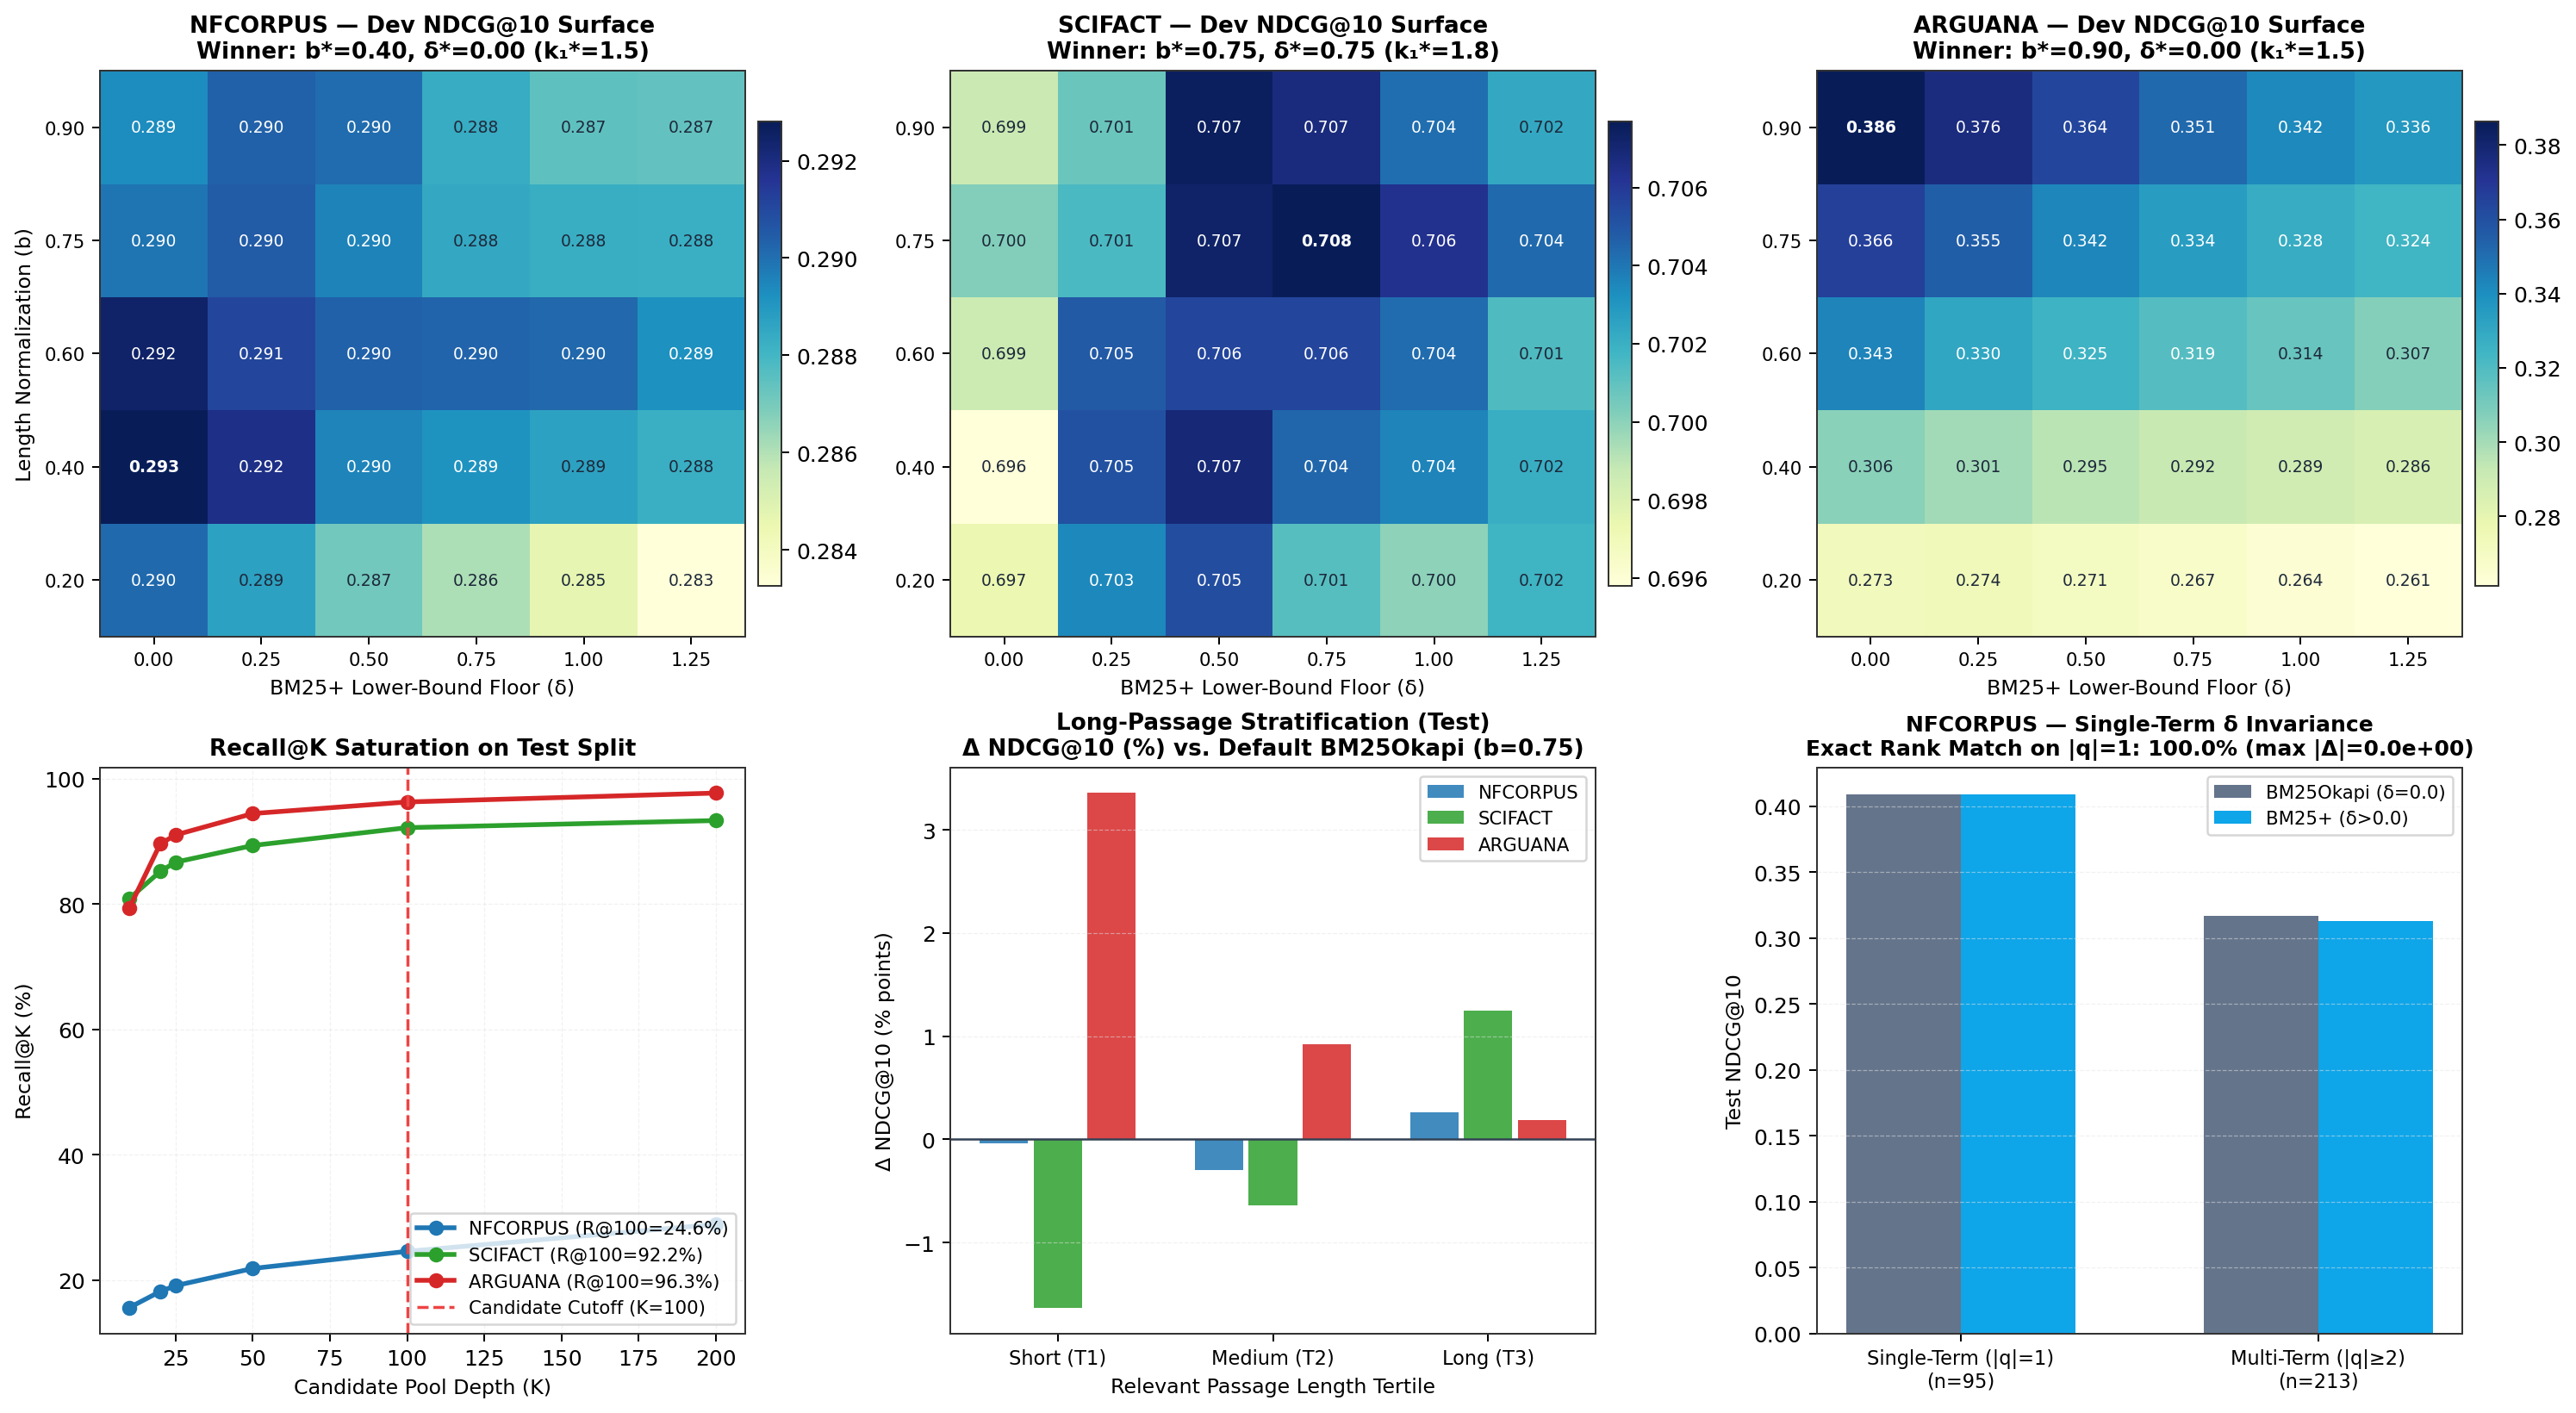 NFCORPUS — Dev NDCG@10 Surface
Winner: b*=0.40, δ*=0.00 (k₁*=1.5)
Length Normalization (b)
0.90 0.289 0.290 0.290 0.288 0.287 0.287
0.75 0.290 0.290 0.290 0.288 0.288 0.288
0.60 0.292 0.291 0.290 0.290 0.290 0.289
0.40 0.293 0.292 0.290 0.289 0.289 0.288
0.20 0.290 0.289 0.287 0.286 0.285 0.283
0.00 0.25 0.50 0.75 1.00 1.25
BM25+ Lower-Bound Floor (δ)
0.292
0.290
0.288
0.286
0.284
SCIFACT — Dev NDCG@10 Surface
Winner: b*=0.75, δ*=0.75 (k₁*=1.8)
0.90 0.699 0.701 0.707 0.707 0.704 0.702
0.75 0.700 0.701 0.707 0.708 0.706 0.704
0.60 0.699 0.705 0.706 0.706 0.704 0.701
0.40 0.696 0.705 0.707 0.704 0.704 0.702
0.20 0.697 0.703 0.705 0.701 0.700 0.702
0.00 0.25 0.50 0.75 1.00 1.25
BM25+ Lower-Bound Floor (δ)
0.706
0.704
0.702
0.700
0.698
0.696
ARGUANA — Dev NDCG@10 Surface
Winner: b*=0.90, δ*=0.00 (k₁*=1.5)
0.90 0.386 0.376 0.364 0.351 0.342 0.336
0.75 0.366 0.355 0.342 0.334 0.328 0.324
0.60 0.343 0.330 0.325 0.319 0.314 0.307
0.40 0.306 0.301 0.295 0.292 0.289 0.286
0.20 0.273 0.274 0.271 0.267 0.264 0.261
0.00 0.25 0.50 0.75 1.00 1.25
BM25+ Lower-Bound Floor (δ)
0.38
0.36
0.34
0.32
0.30
0.28
Recall@K Saturation on Test Split
Recall@K (%)
100
80
60
40
20
NFCORPUS (R@100=24.6%)
SCIFACT (R@100=92.2%)
ARGUANA (R@100=96.3%)
Candidate Cutoff (K=100)
25 50 75 100 125 150 175 200
Candidate Pool Depth (K)
Long-Passage Stratification (Test)
Δ NDCG@10 (%) vs. Default BM25Okapi (b=0.75)
Δ NDCG@10 (% points)
3
2
1
0
−1
NFCORPUS
SCIFACT
ARGUANA
Short (T1) Medium (T2) Long (T3)
Relevant Passage Length Tertile
NFCORPUS — Single-Term δ Invariance
Exact Rank Match on |q|=1: 100.0% (max |Δ|=0.0e+00)
Test NDCG@10
0.40
0.35
0.30
0.25
0.20
0.15
0.10
0.05
0.00
BM25Okapi (δ=0.0)
BM25+ (δ>0.0)
Single-Term (|q|=1) Multi-Term (|q|≥2)
(n=95) (n=213)